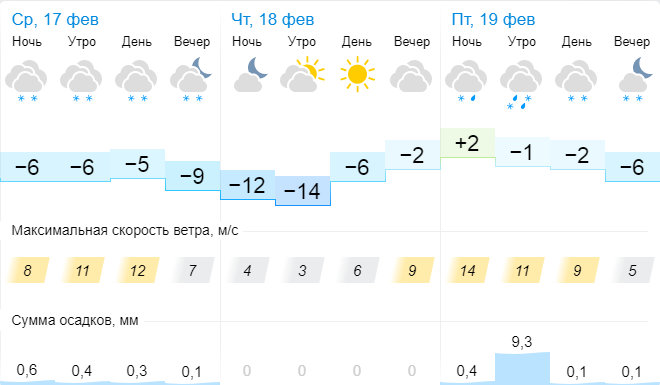 Ср, 17 фев Чт, 18 фев Пт, 19 фев
Ночь Утро День Вечер Ночь Утро День Вечер Ночь Утро День Вечер
−6 −6 −5 −9 −12 −14 −6 −2 +2 −1 −2 −6
Максимальная скорость ветра, м/с
8 11 12 7 4 3 6 9 14 11 9 5
Сумма осадков, мм
0,6 0,4 0,3 0,1 0 0 0 0 0,4 9,3 0,1 0,1